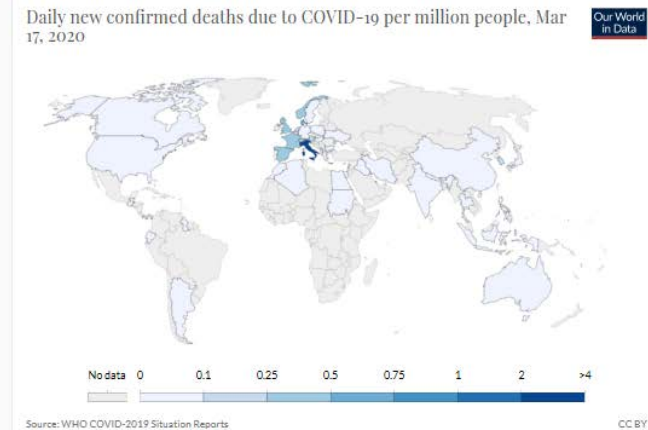 Daily new confirmed deaths due to COVID-19 per million people, Mar
17, 2020
Our World
in Data
No data 0 0.1 0.25 0.5 0.75 1 2 >4
Source: WHO COVID-2019 Situation Reports
CC BY